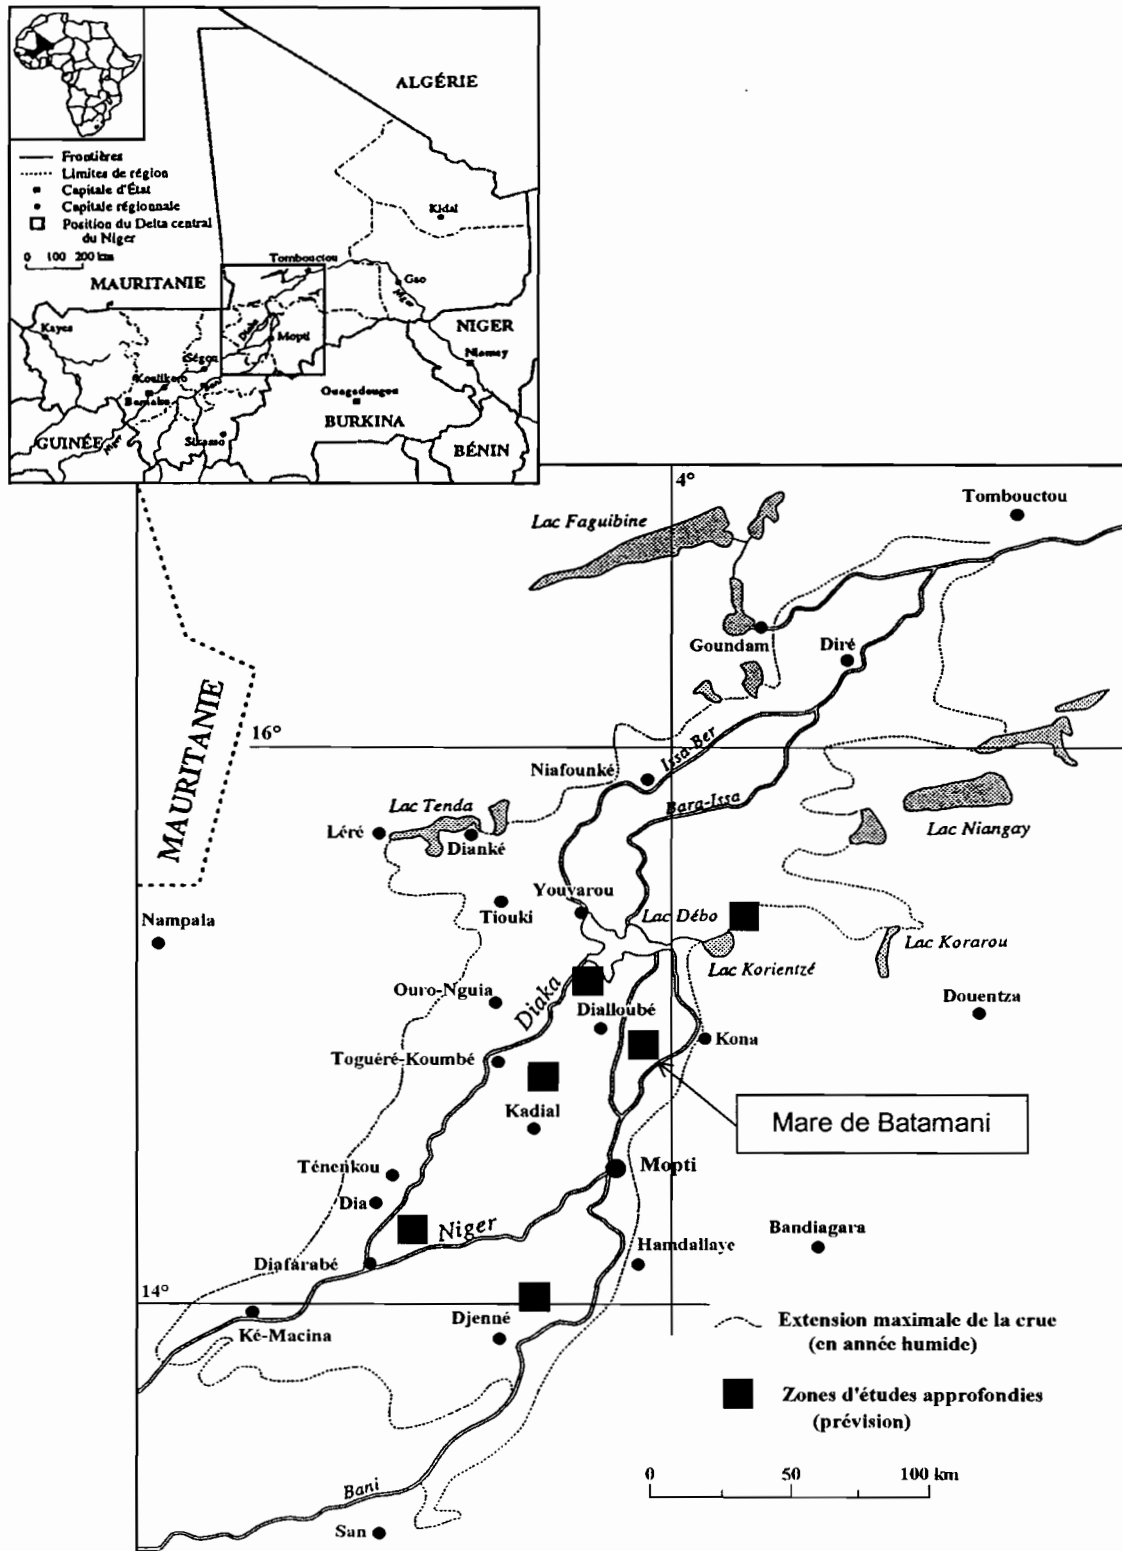 ALGÉRIE
Frontières
Limites de région
Capitale d'État
Capitale régionale
Position du Delta central
du Niger
0 100 200 km
Kidal
Tombouctou
Gao
Niger
MAURITANIE
Kayes
Diaka
Mopti
NIGER
Niamey
Ségou
Koulikoro
Bamako
Bani
Ouagadougou
BURKINA
GUINÉE
Niger
Sikasso
BÉNIN
4°
Tombouctou
Lac Faguibine
Goundam
Diré
MAURITANIE
16°
Issa-Ber
Niafounké
Bara-Issa
Lac Tenda
Léré
Dianké
Lac Niangay
Youvarou
Tiouki
Lac Débo
Nampala
Lac Korarou
Lac Korientzé
Ouro-Nguia
Diaka
Dialloubé
Douentza
Kona
Toguéré-Koumbé
Kadial
Mare de Batamani
Mopti
Ténenkou
Dia
Niger
Bandiagara
Hamdallaye
Diafarabé
14°
Ké-Macina
Djenné
Extension maximale de la crue
(en année humide)
Zones d'études approfondies
(prévision)
0 50 100 km
Bani
San